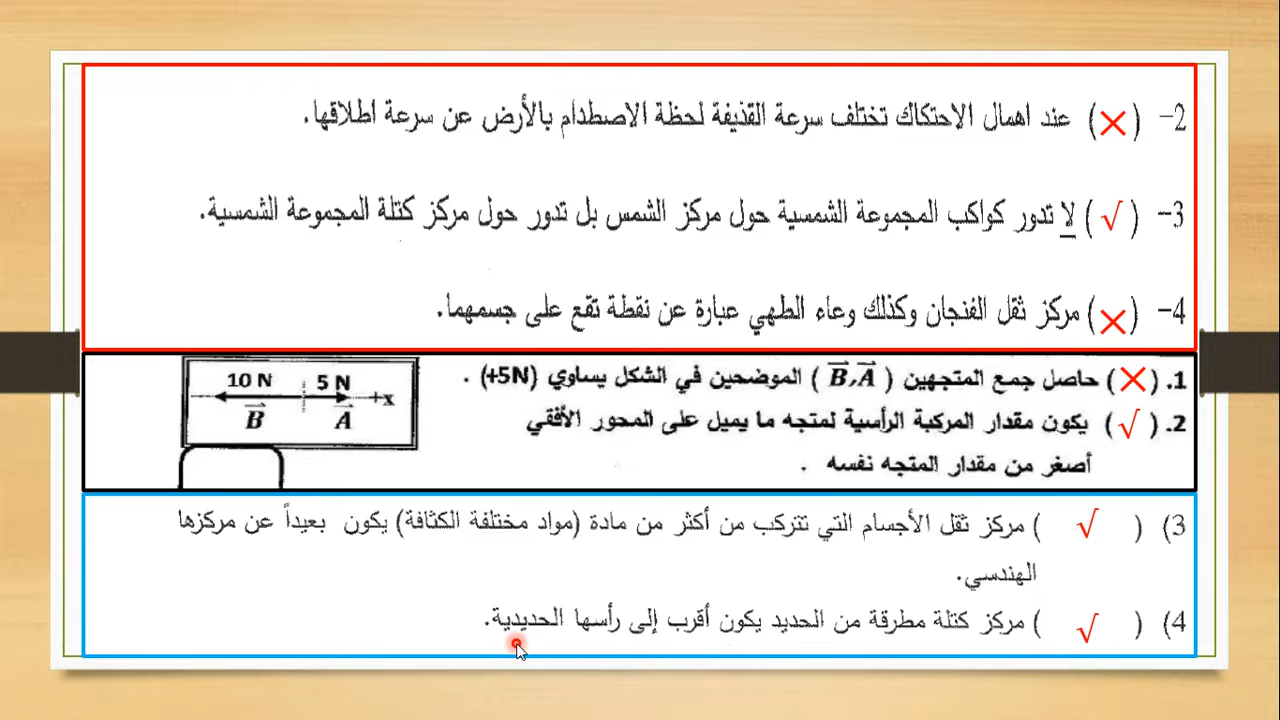 2- (×) عند اهمال الاحتكاك تختلف سرعة القذيفة لحظة الاصطدام بالأرض عن سرعة اطلاقها.
3- (√) لا تدور كواكب المجموعة الشمسية حول مركز الشمس بل تدور حول مركز كتلة المجموعة الشمسية.
4- (×) مركز ثقل الفنجان وكذلك وعاء الطهي عبارة عن نقطة تقع على جسمهما.
1. (×) حاصل جمع المتجهين (B,A) الموضحين في الشكل يساوي (+5N) .
10 N 5 N
+x
B A
2. (√) يكون مقدار المركبة الرأسية لمتجه ما يميل على المحور الأفقي
أصغر من مقدار المتجه نفسه .
3) ( √ ) مركز ثقل الأجسام التي تتركب من أكثر من مادة (مواد مختلفة الكثافة) يكون بعيداً عن مركزها
الهندسي.
4) ( √ ) مركز كتلة مطرقة من الحديد يكون أقرب إلى رأسها الحديدية.